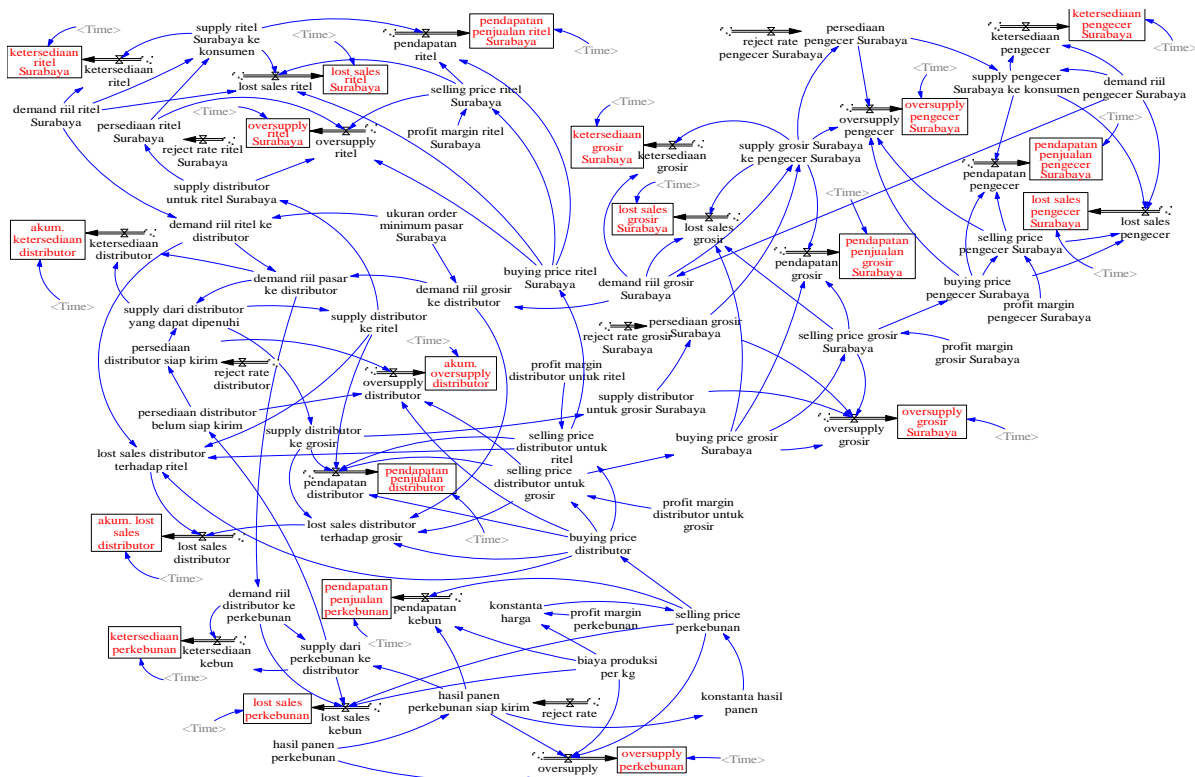 <Time>
supply ritel
Surabaya ke
konsumen
pendapatan
penjualan ritel
Surabaya
ketersediaan
ritel
Surabaya
ketersediaan
ritel
<Time>
pendapatan
ritel
<Time>
lost sales ritel
lost sales
ritel
Surabaya
demand riil ritel
Surabaya
persediaan ritel
Surabaya
<Time>
selling price ritel
Surabaya
oversupply
ritel
Surabaya
oversupply
ritel
profit margin ritel
Surabaya
reject rate ritel
Surabaya
supply distributor
untuk ritel Surabaya
akum.
ketersediaan
distributor
ketersediaan
distributor
demand riil ritel ke
distributor
ukuran order
minimum pasar
Surabaya
<Time>
demand riil pasar
ke distributor
demand riil grosir
ke distributor
buying price ritel
Surabaya
supply dari distributor
yang dapat dipenuhi
supply distributor
ke ritel
persediaan
distributor siap kirim
reject rate
distributor
<Time>
oversupply
distributor
akum.
oversupply
distributor
profit margin
distributor untuk ritel
persediaan distributor
belum siap kirim
supply distributor
ke grosir
lost sales distributor
terhadap ritel
selling price
distributor untuk
ritel
pendapatan
distributor
pendapatan
penjualan
distributor
selling price
distributor untuk
grosir
profit margin
distributor untuk
grosir
akum. lost
sales
distributor
lost sales
distributor
lost sales distributor
terhadap grosir
<Time>
buying price
distributor
<Time>
demand riil
distributor ke
perkebunan
pendapatan
penjualan
perkebunan
pendapatan
kebun
konstanta
harga
profit margin
perkebunan
selling price
perkebunan
ketersediaan
perkebunan
ketersediaan
kebun
<Time>
supply dari
perkebunan ke
distributor
<Time>
biaya produksi
per kg
<Time>
lost sales
perkebunan
lost sales
kebun
hasil panen
perkebunan siap kirim
reject rate
konstanta hasil
panen
hasil panen
perkebunan
oversupply
oversupply
perkebunan
<Time>
reject rate
pengecer Surabaya
persediaan
pengecer Surabaya
ketersediaan
pengecer
ketersediaan
pengecer
Surabaya
<Time>
supply pengecer
Surabaya ke konsumen
demand riil
pengecer Surabaya
<Time>
oversupply
pengecer
oversupply
pengecer
Surabaya
<Time>
<Time>
ketersediaan
grosir
Surabaya
ketersediaan
grosir
supply grosir Surabaya
ke pengecer Surabaya
pendapatan
pengecer
pendapatan
penjualan
pengecer
Surabaya
<Time>
<Time>
lost sales
grosir
Surabaya
lost sales
grosir
lost sales
pengecer
Surabaya
lost sales
pengecer
selling price
pengecer Surabaya
pendapatan
grosir
pendapatan
penjualan
grosir
Surabaya
<Time>
demand riil grosir
Surabaya
buying price
pengecer Surabaya
profit margin
pengecer Surabaya
reject rate grosir
Surabaya
persediaan grosir
Surabaya
selling price grosir
Surabaya
profit margin
grosir Surabaya
supply distributor
untuk grosir Surabaya
buying price grosir
Surabaya
oversupply
grosir
oversupply
grosir
Surabaya
<Time>